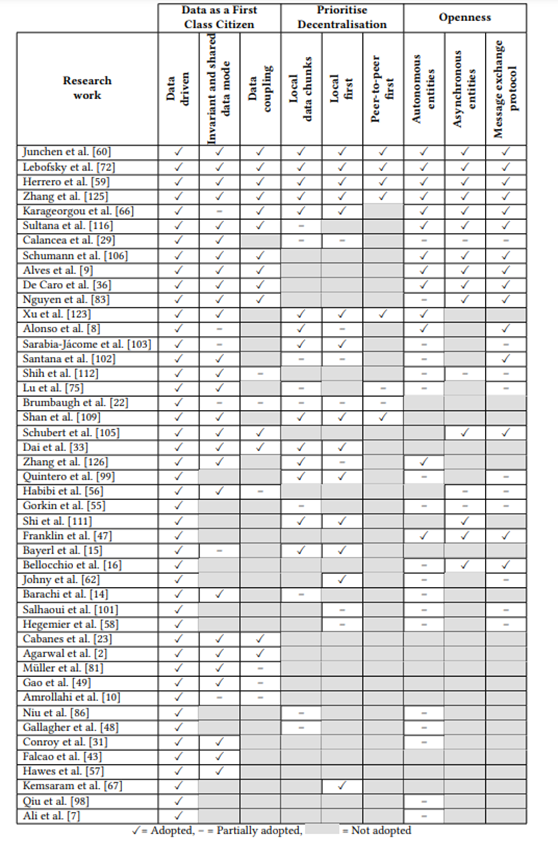 Data as a First
Class Citizen
Prioritise
Decentralisation
Openness
Research
work
Data
driven
Invariant and shared
data mode
Data
coupling
Local
data chunks
Local
first
Peer-to-peer
first
Autonomous
entities
Asynchronous
entities
Message exchange
protocol
Junchen et al. [60] ✓ ✓ ✓ ✓ ✓ ✓ ✓ ✓ ✓
Lebofsky et al. [72] ✓ ✓ ✓ ✓ ✓ ✓ ✓ ✓ ✓
Herrero et al. [59] ✓ ✓ ✓ ✓ ✓ ✓ ✓ ✓ ✓
Zhang et al. [125] ✓ ✓ ✓ ✓ ✓ ✓ ✓ ✓ ✓
Karageorgou et al. [66] ✓ – ✓ ✓ ✓ ✓ ✓ ✓
Sultana et al. [116] ✓ ✓ ✓ – ✓ ✓ ✓
Calancea et al. [29] ✓ ✓ – – – – –
Schumann et al. [106] ✓ ✓ ✓ ✓ ✓ ✓
Alves et al. [9] ✓ ✓ ✓ ✓ ✓ ✓
De Caro et al. [36] ✓ ✓ ✓ ✓ ✓ ✓
Nguyen et al. [83] ✓ ✓ ✓ – ✓ ✓
Xu et al. [123] ✓ ✓ ✓ ✓ ✓ ✓
Alonso et al. [8] ✓ – ✓ – ✓ ✓
Sarabia-Jácome et al. [103] ✓ – ✓ ✓ – –
Santana et al. [102] ✓ ✓ – – – ✓
Shih et al. [112] ✓ ✓ – – – –
Lu et al. [75] ✓ ✓ – – – –
Brumbaugh et al. [22] ✓ – – – – –
Shan et al. [109] ✓ ✓ ✓ ✓ ✓
Schubert et al. [105] ✓ ✓ ✓ ✓ ✓
Dai et al. [33] ✓ ✓ ✓ ✓ ✓
Zhang et al. [126] ✓ ✓ ✓ – ✓
Quintero et al. [99] ✓ ✓ ✓ – –
Habibi et al. [56] ✓ ✓ – – –
Gorkin et al. [55] ✓ – – – –
Shi et al. [111] ✓ ✓ ✓ ✓
Franklin et al. [47] ✓ ✓ ✓ ✓
Bayerl et al. [15] ✓ – ✓ ✓
Bellocchio et al. [16] ✓ – ✓ ✓
Johny et al. [62] ✓ ✓ – –
Barachi et al. [14] ✓ ✓ – – –
Salhaoui et al. [101] ✓ – – –
Hegemier et al. [58] ✓ – – –
Cabanes et al. [23] ✓ ✓ ✓
Agarwal et al. [2] ✓ ✓ ✓
Müller et al. [81] ✓ ✓ –
Gao et al. [49] ✓ ✓ –
Amrollahi et al. [10] ✓ – –
Niu et al. [86] ✓ – –
Gallagher et al. [48] ✓ – –
Conroy et al. [31] ✓ ✓ –
Falcao et al. [43] ✓ ✓
Hawes et al. [57] ✓ ✓
Kemsaram et al. [67] ✓ ✓
Qiu et al. [98] ✓ –
Ali et al. [7] ✓ –
✓= Adopted, – = Partially adopted, = Not adopted